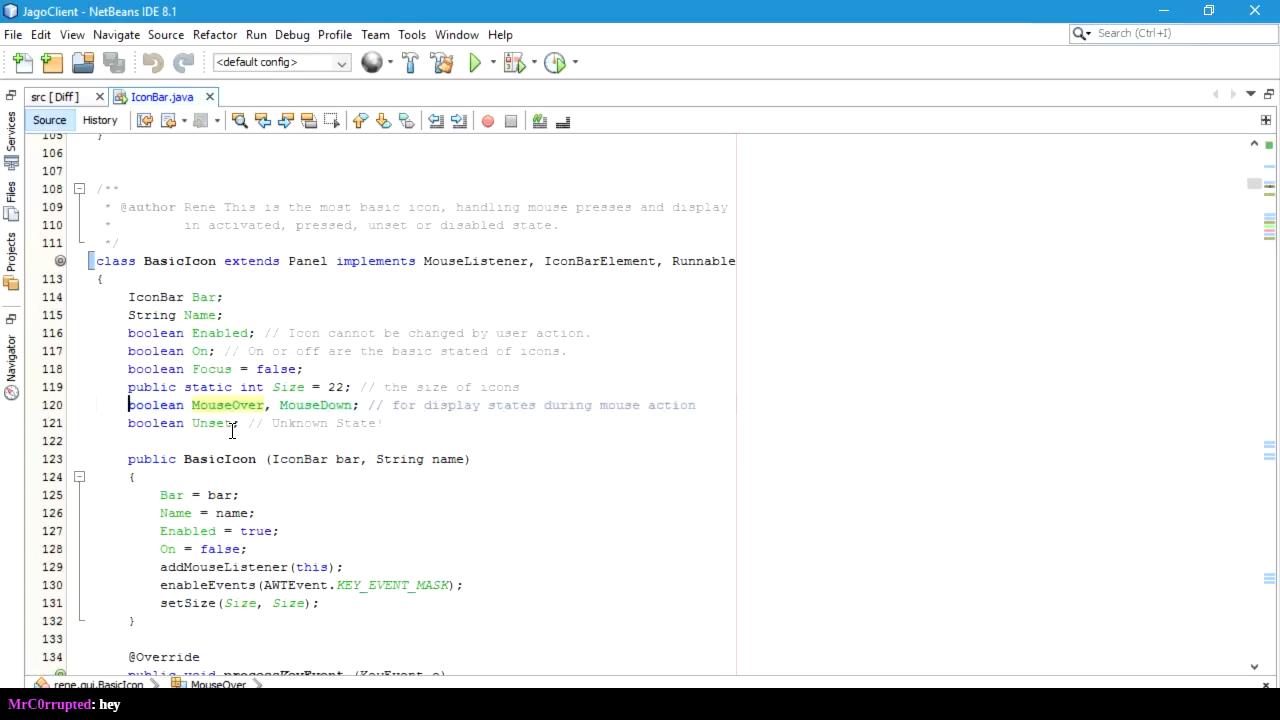 JagoClient - NetBeans IDE 8.1
File Edit View Navigate Source Refactor Run Debug Profile Team Tools Window Help
Search (Ctrl+I)
<default config>
src [ Diff ] IconBar.java
Source History
Services
Files
Projects
Navigator
105 }
106
107
108 /**
109 * @author Rene This is the most basic icon, handling mouse presses and display
110 * in activated, pressed, unset or disabled state.
111 */
class BasicIcon extends Panel implements MouseListener, IconBarElement, Runnable
113 {
114 IconBar Bar;
115 String Name;
116 boolean Enabled; // Icon cannot be changed by user action.
117 boolean On; // On or off are the basic stated of icons.
118 boolean Focus = false;
119 public static int Size = 22; // the size of icons
120 boolean MouseOver, MouseDown; // for display states during mouse action
121 boolean Unset; // Unknown State!
122
123 public BasicIcon (IconBar bar, String name)
124 {
125 Bar = bar;
126 Name = name;
127 Enabled = true;
128 On = false;
129 addMouseListener(this);
130 enableEvents(AWTEvent.KEY_EVENT_MASK);
131 setSize(Size, Size);
132 }
133
134 @Override
public void processKeyEvent (KeyEvent e)
rene.gui.BasicIcon MouseOver
MrC0rrupted: hey